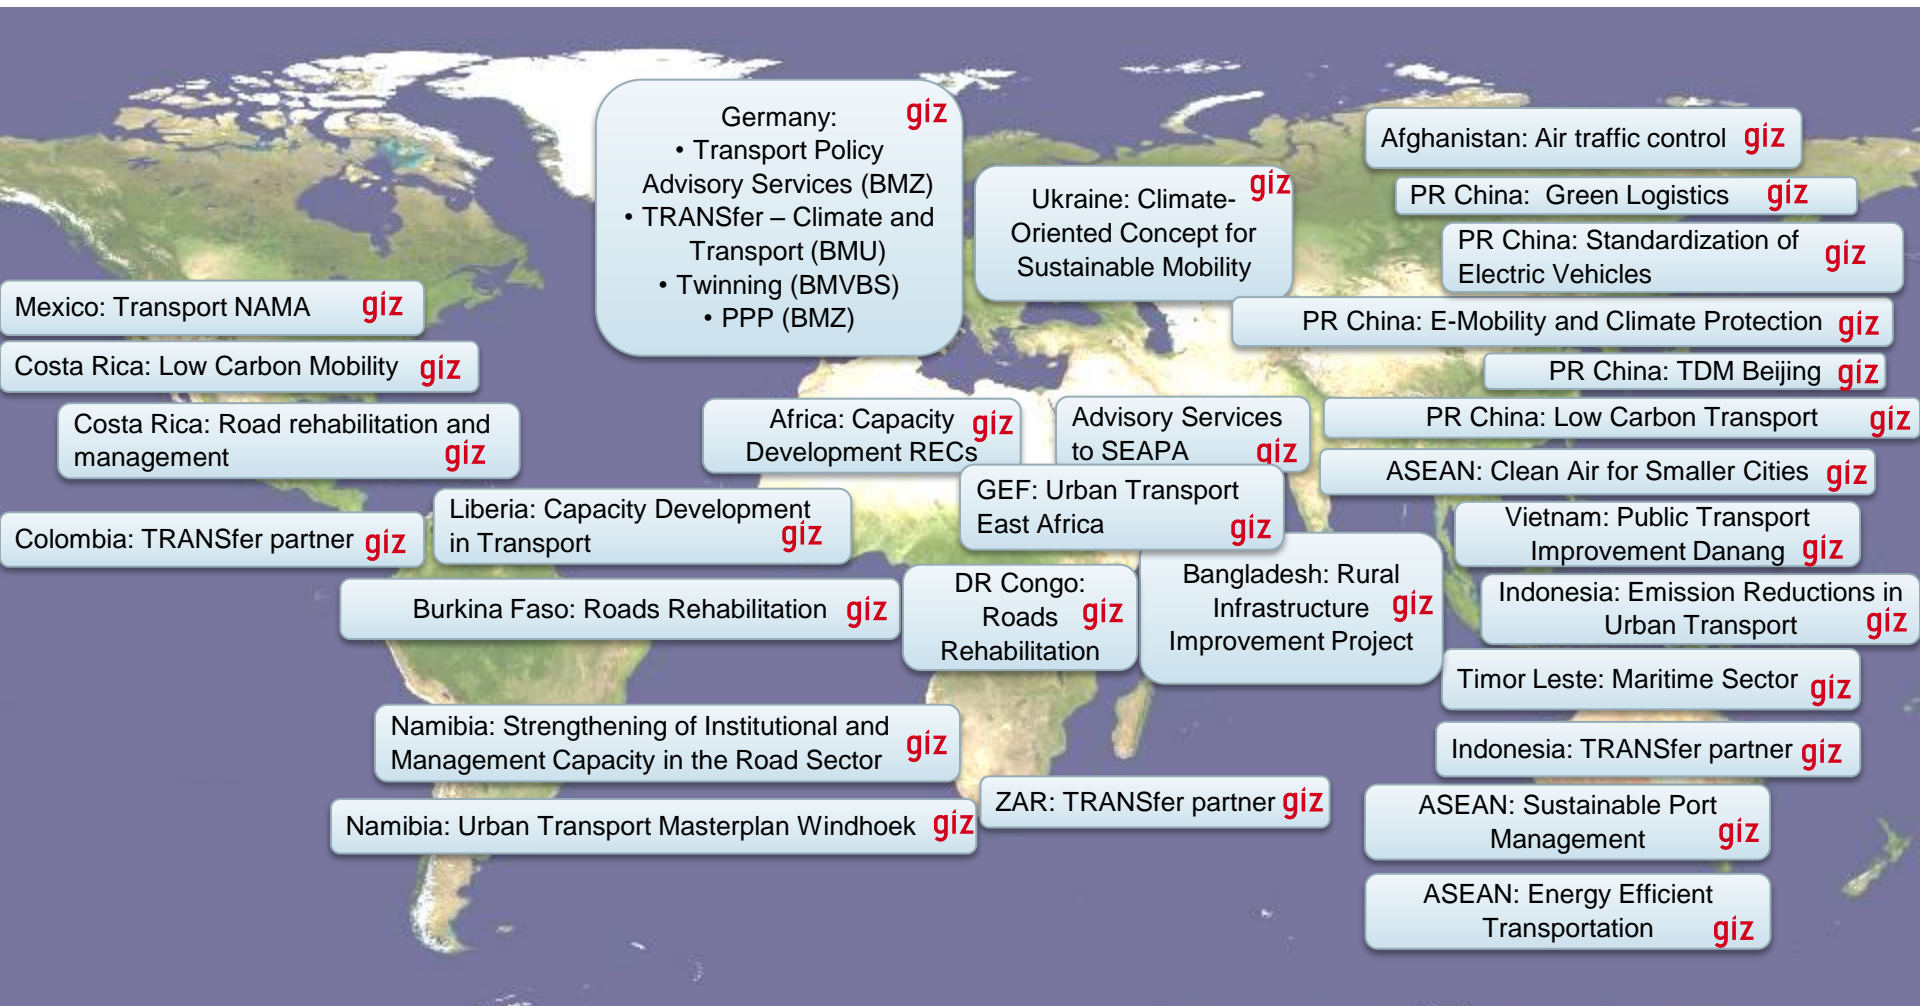 Germany:
giz
• Transport Policy
Advisory Services (BMZ)
• TRANSfer – Climate and
Transport (BMU)
• Twinning (BMVBS)
• PPP (BMZ)
Ukraine: Climate-
giz
Oriented Concept for
Sustainable Mobility
Afghanistan: Air traffic control giz
PR China: Green Logistics giz
PR China: Standardization of
Electric Vehicles
giz
PR China: E-Mobility and Climate Protection giz
PR China: TDM Beijing giz
PR China: Low Carbon Transport giz
ASEAN: Clean Air for Smaller Cities giz
Vietnam: Public Transport
Improvement Danang giz
Indonesia: Emission Reductions in
Urban Transport giz
Timor Leste: Maritime Sector giz
Indonesia: TRANSfer partner giz
ASEAN: Sustainable Port
Management giz
ASEAN: Energy Efficient
Transportation giz
Mexico: Transport NAMA giz
Costa Rica: Low Carbon Mobility giz
Costa Rica: Road rehabilitation and
management giz
Colombia: TRANSfer partner giz
Liberia: Capacity Development
in Transport giz
Africa: Capacity giz
Development RECs
Advisory Services
to SEAPA giz
GEF: Urban Transport
East Africa giz
Burkina Faso: Roads Rehabilitation giz
DR Congo:
Roads giz
Rehabilitation
Bangladesh: Rural
Infrastructure giz
Improvement Project
Namibia: Strengthening of Institutional and
Management Capacity in the Road Sector
giz
Namibia: Urban Transport Masterplan Windhoek giz
ZAR: TRANSfer partner giz